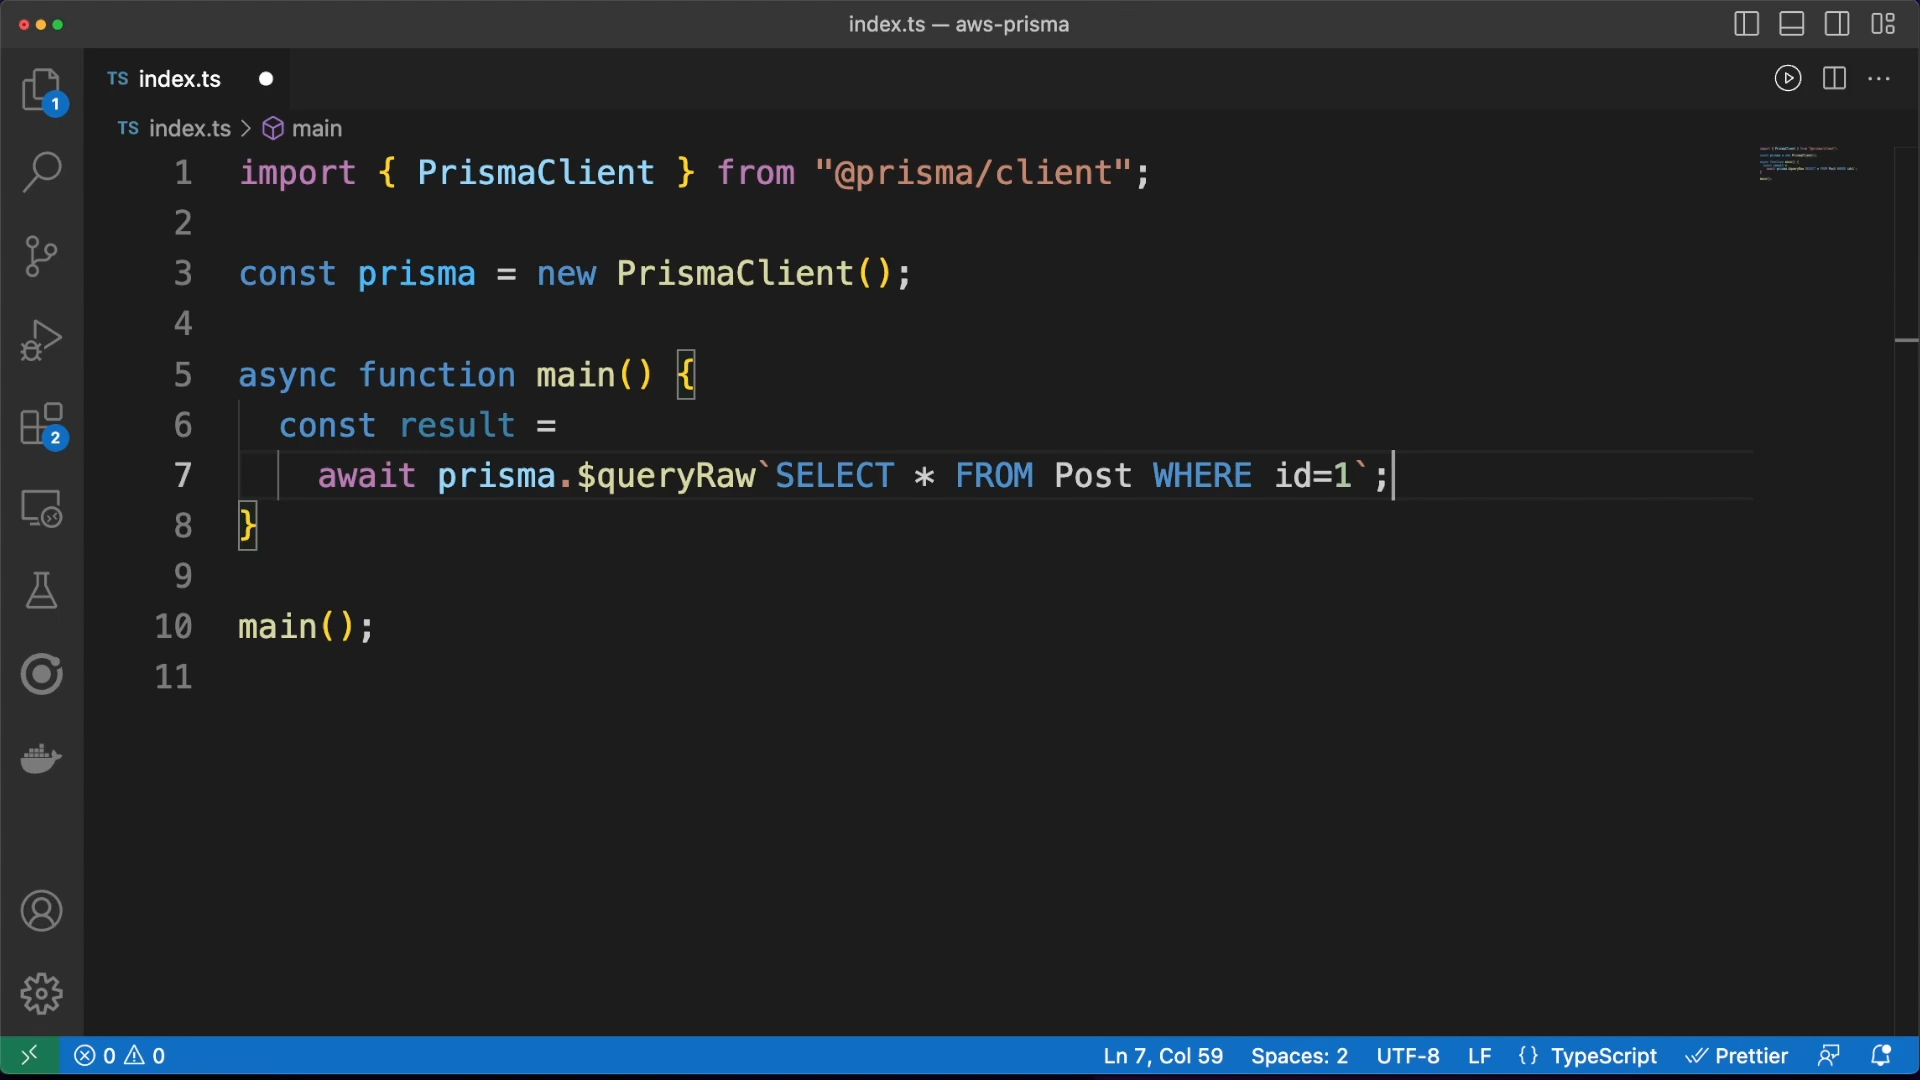 index.ts — aws-prisma
TS index.ts
TS index.ts > main
1
2
1 import { PrismaClient } from "@prisma/client";
2
3 const prisma = new PrismaClient();
4
5 async function main() {
6 const result =
7 await prisma.$queryRaw`SELECT * FROM Post WHERE id=1`;
8 }
9
10 main();
11
0 0 Ln 7, Col 59 Spaces: 2 UTF-8 LF {} TypeScript Prettier